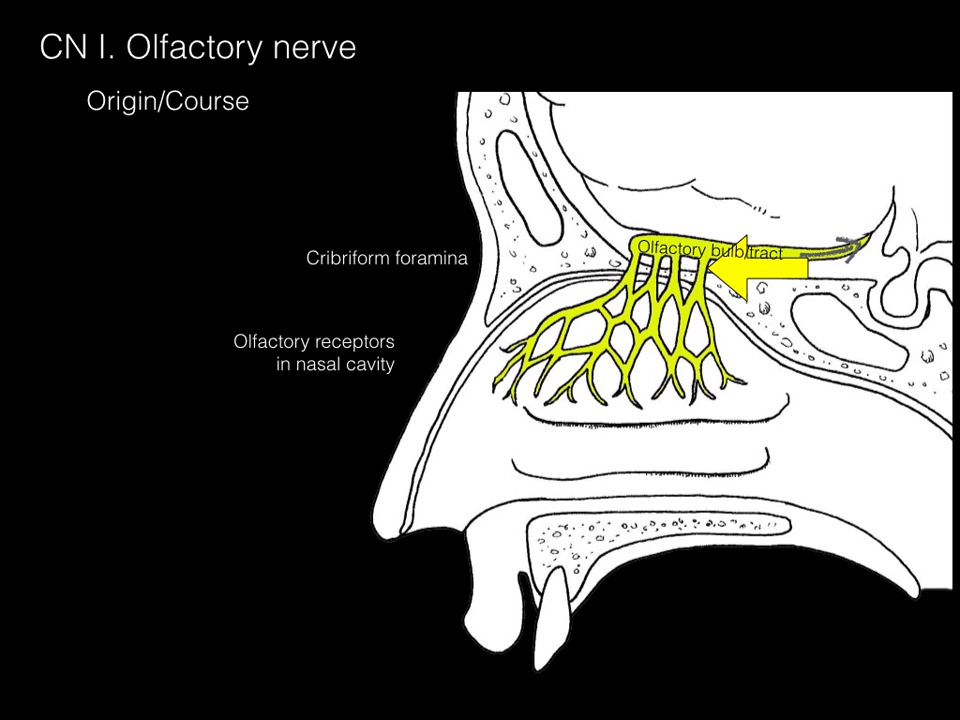 CN I. Olfactory nerve
Origin/Course
Olfactory bulb/tract
Cribriform foramina
Olfactory receptors
in nasal cavity